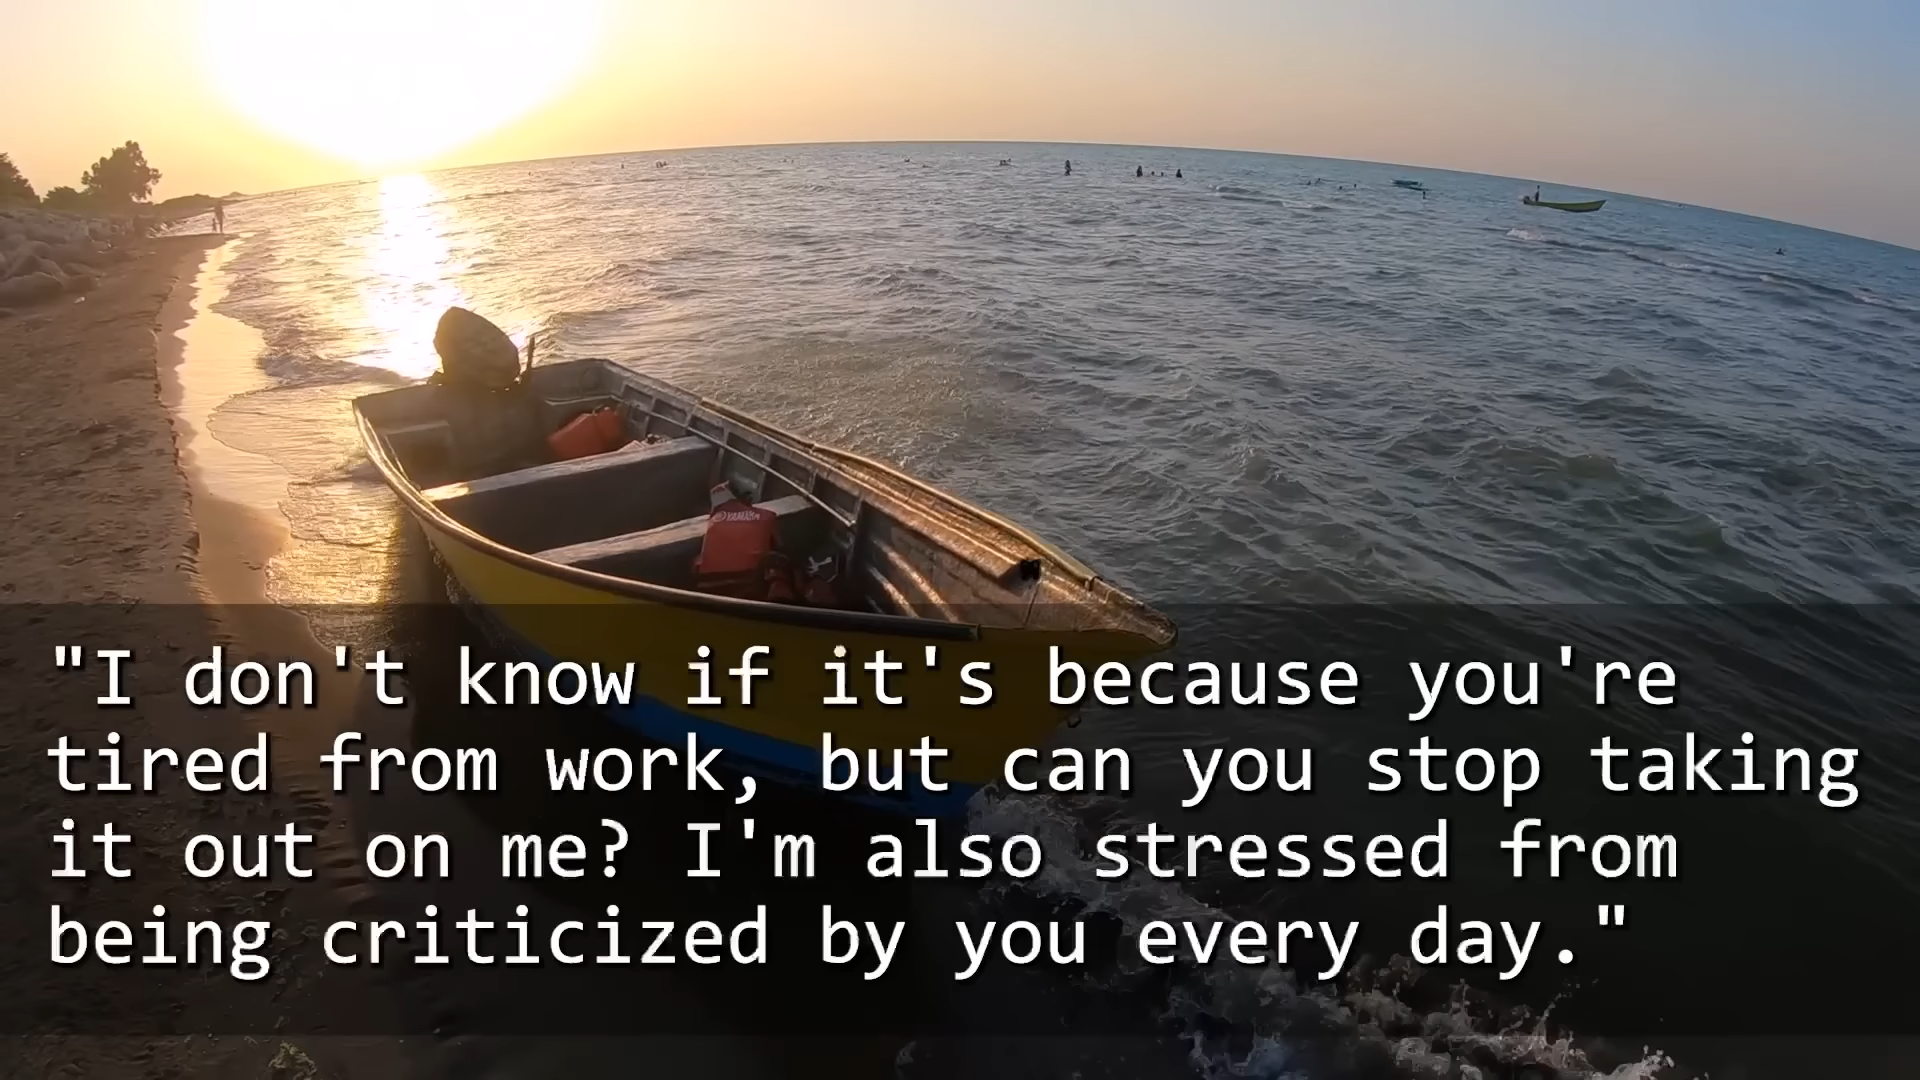 YAMAHA
"I don't know if it's because you're
tired from work, but can you stop taking
it out on me? I'm also stressed from
being criticized by you every day."